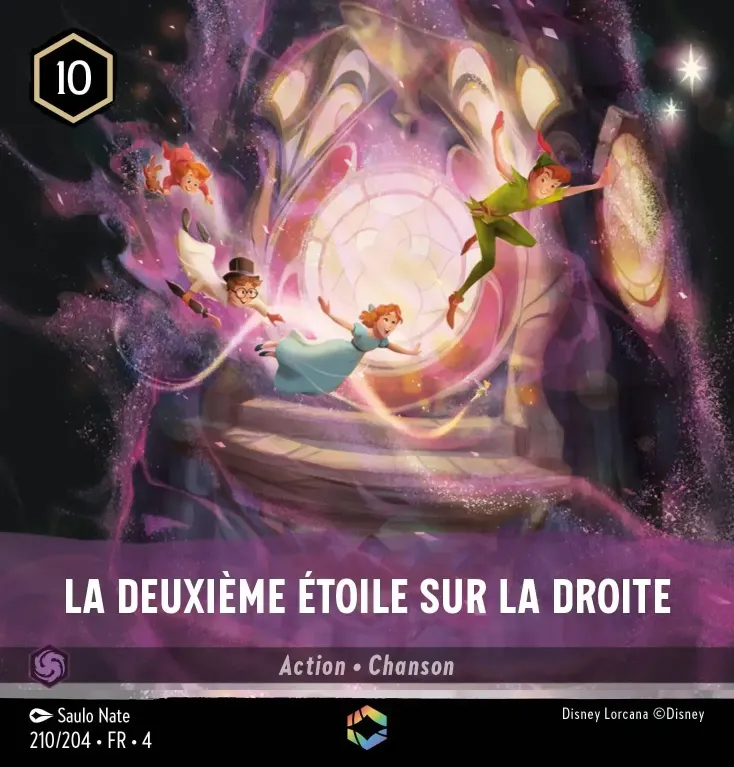 10
LA DEUXIÈME ÉTOILE SUR LA DROITE
Action • Chanson
Saulo Nate
Disney Lorcana ©Disney
210/204 • FR • 4